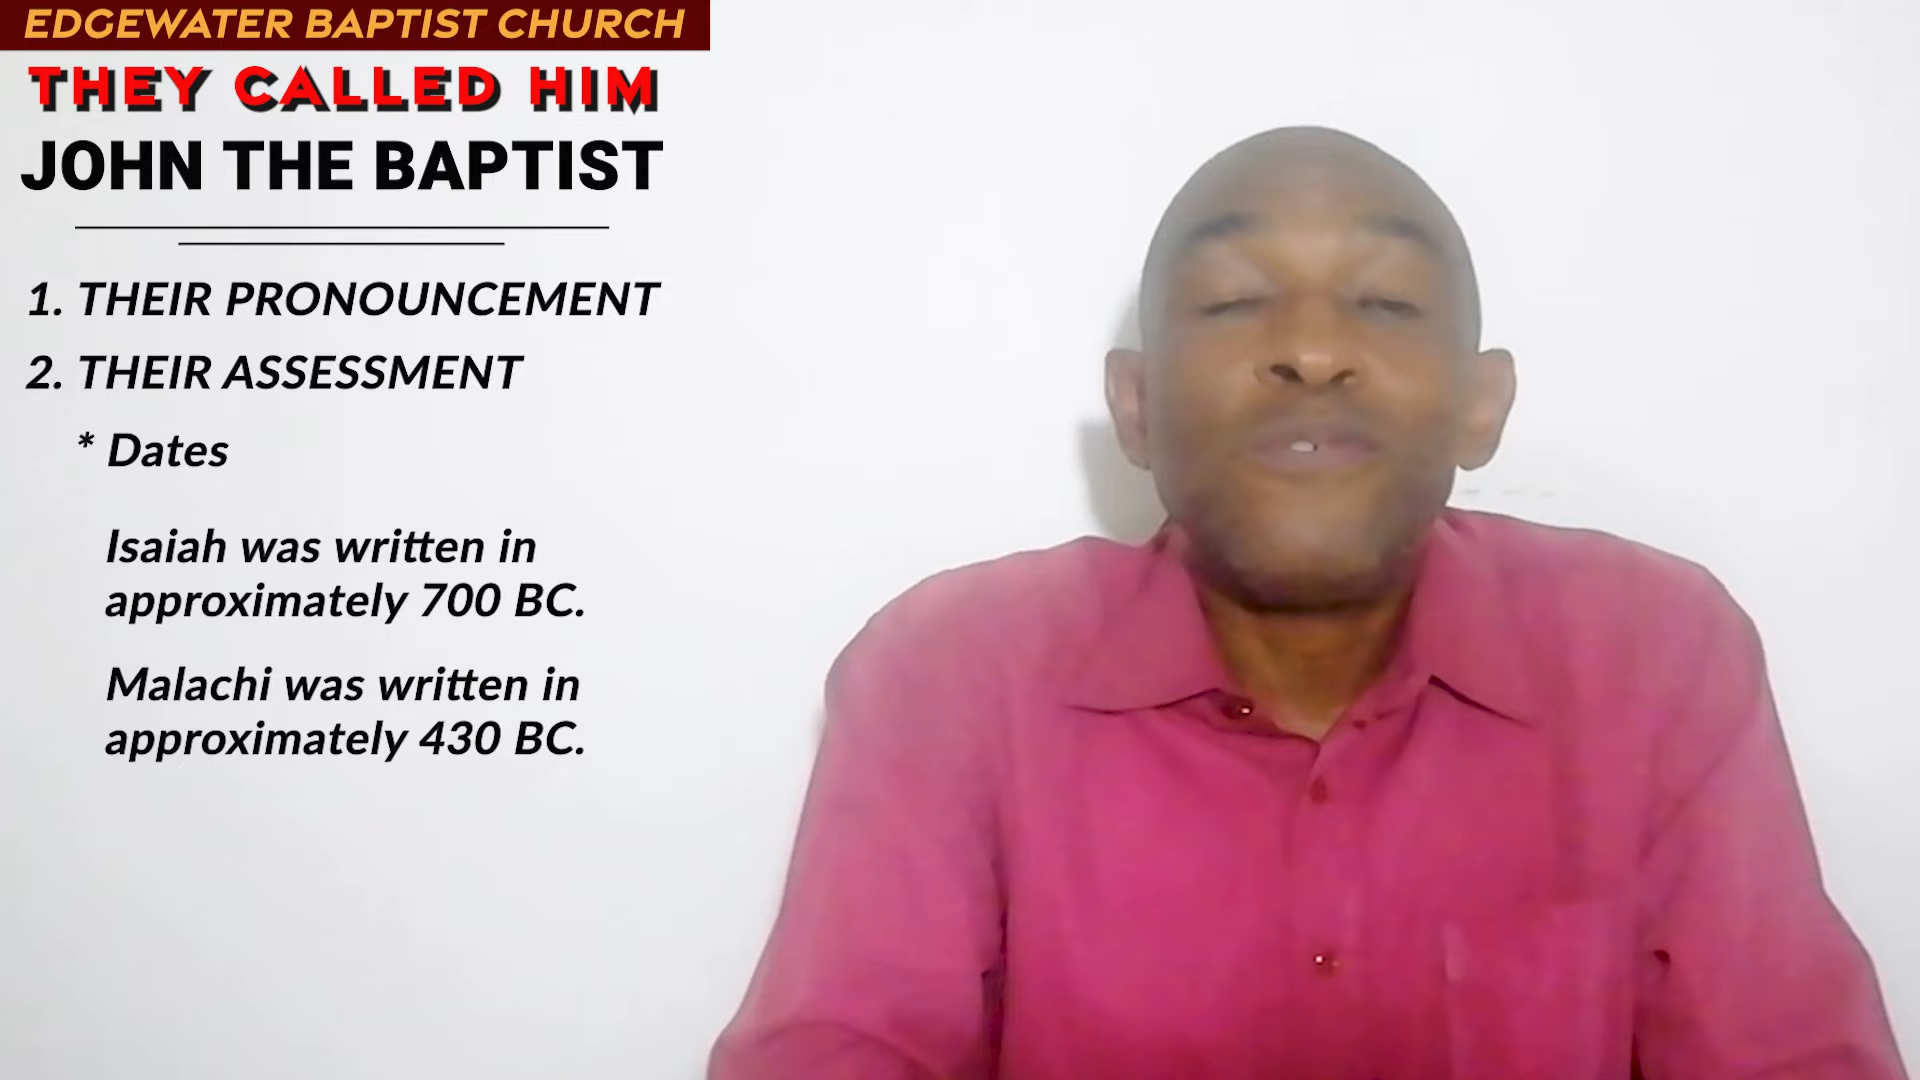 EDGEWATER BAPTIST CHURCH
THEY CALLED HIM
JOHN THE BAPTIST
1. THEIR PRONOUNCEMENT
2. THEIR ASSESSMENT
* Dates
Isaiah was written in
approximately 700 BC.
Malachi was written in
approximately 430 BC.